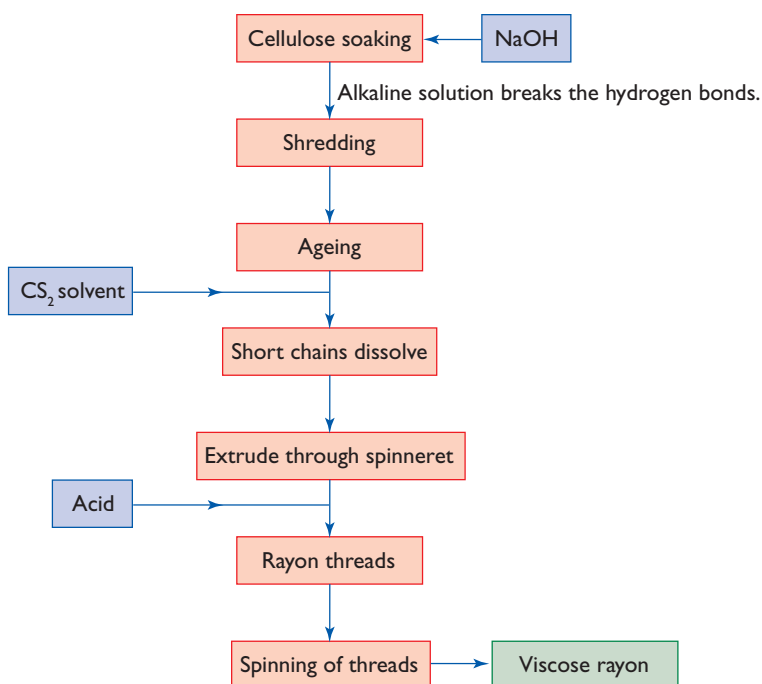 Cellulose soaking
NaOH
Alkaline solution breaks the hydrogen bonds.
Shredding
Ageing
CS₂ solvent
Short chains dissolve
Extrude through spinneret
Acid
Rayon threads
Spinning of threads
Viscose rayon